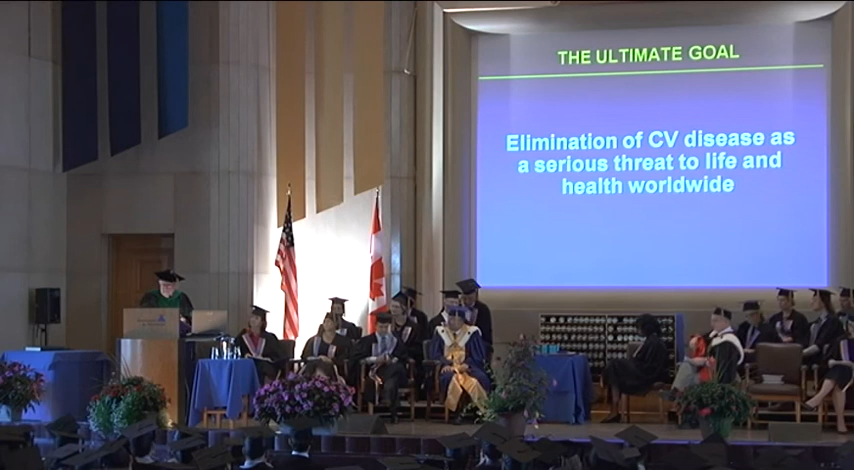 THE ULTIMATE GOAL
Elimination of CV disease as
a serious threat to life and
health worldwide